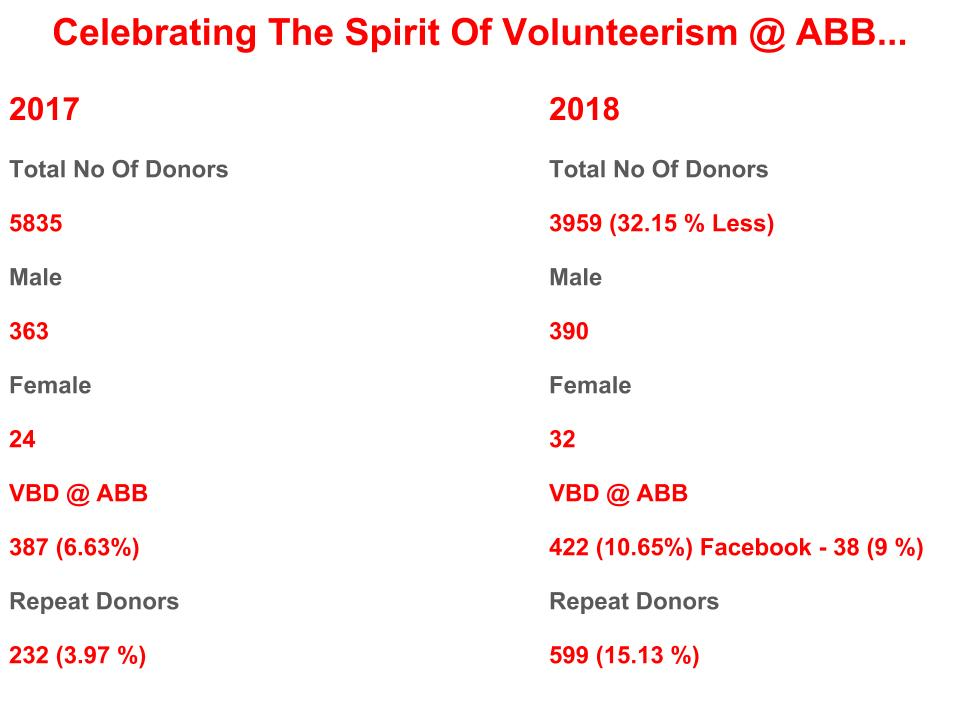 Celebrating The Spirit Of Volunteerism @ ABB...
2017
Total No Of Donors
5835
Male
363
Female
24
VBD @ ABB
387 (6.63%)
Repeat Donors
232 (3.97 %)
2018
Total No Of Donors
3959 (32.15 % Less)
Male
390
Female
32
VBD @ ABB
422 (10.65%) Facebook - 38 (9 %)
Repeat Donors
599 (15.13 %)